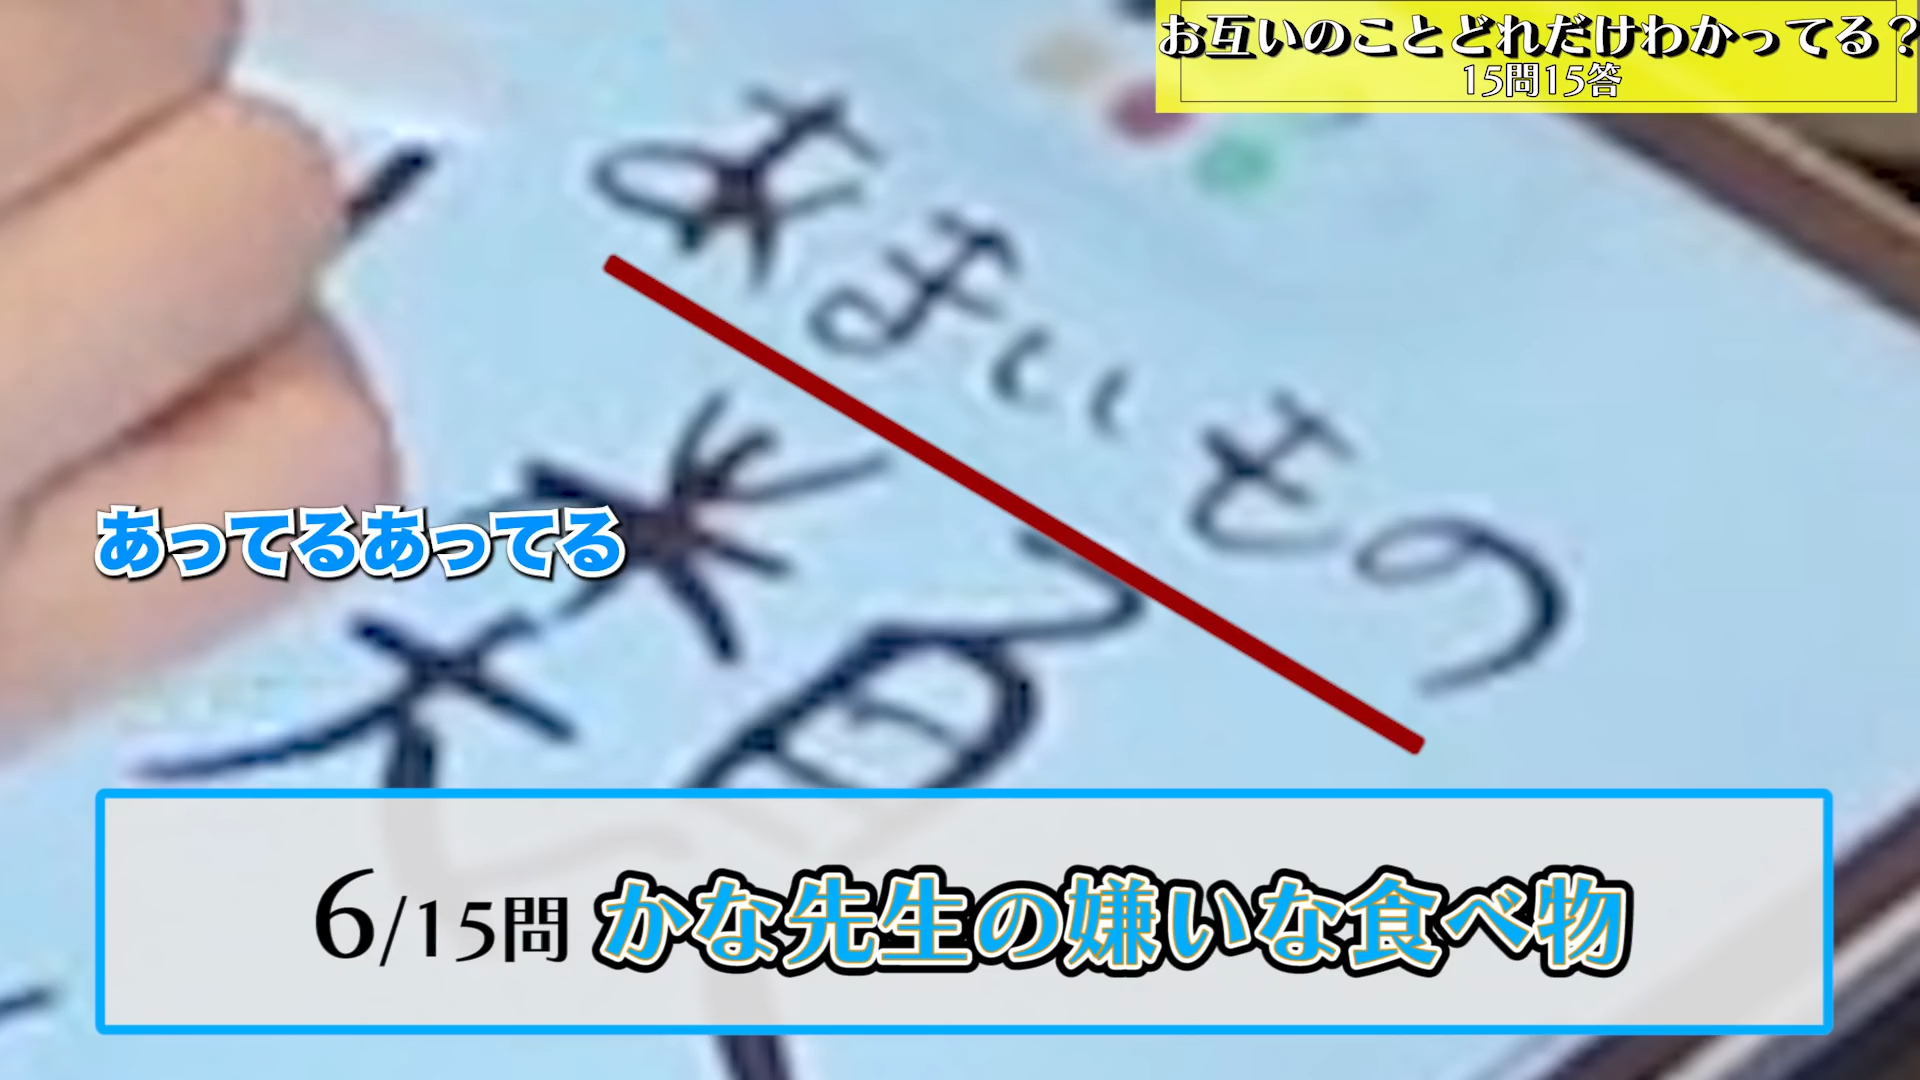 お互いのことどれだけわかってる?
15問15答
あまいもの
あってるあってる
6/15問 かな先生の嫌いな食べ物